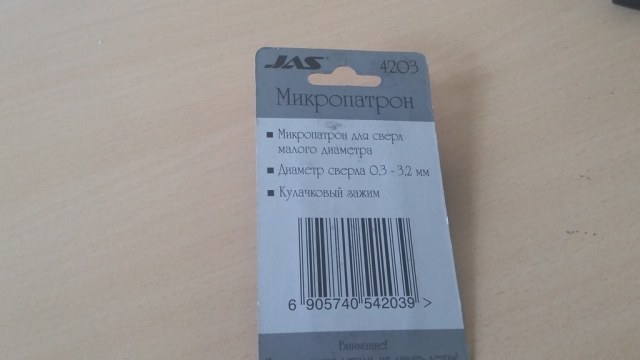 JAS 4203
Микропатрон
Микропатрон для сверл
малого диаметра
Диаметр сверла 0,3 - 3,2 мм
Кулачковый зажим
6 905740 542039 >
Внимание!